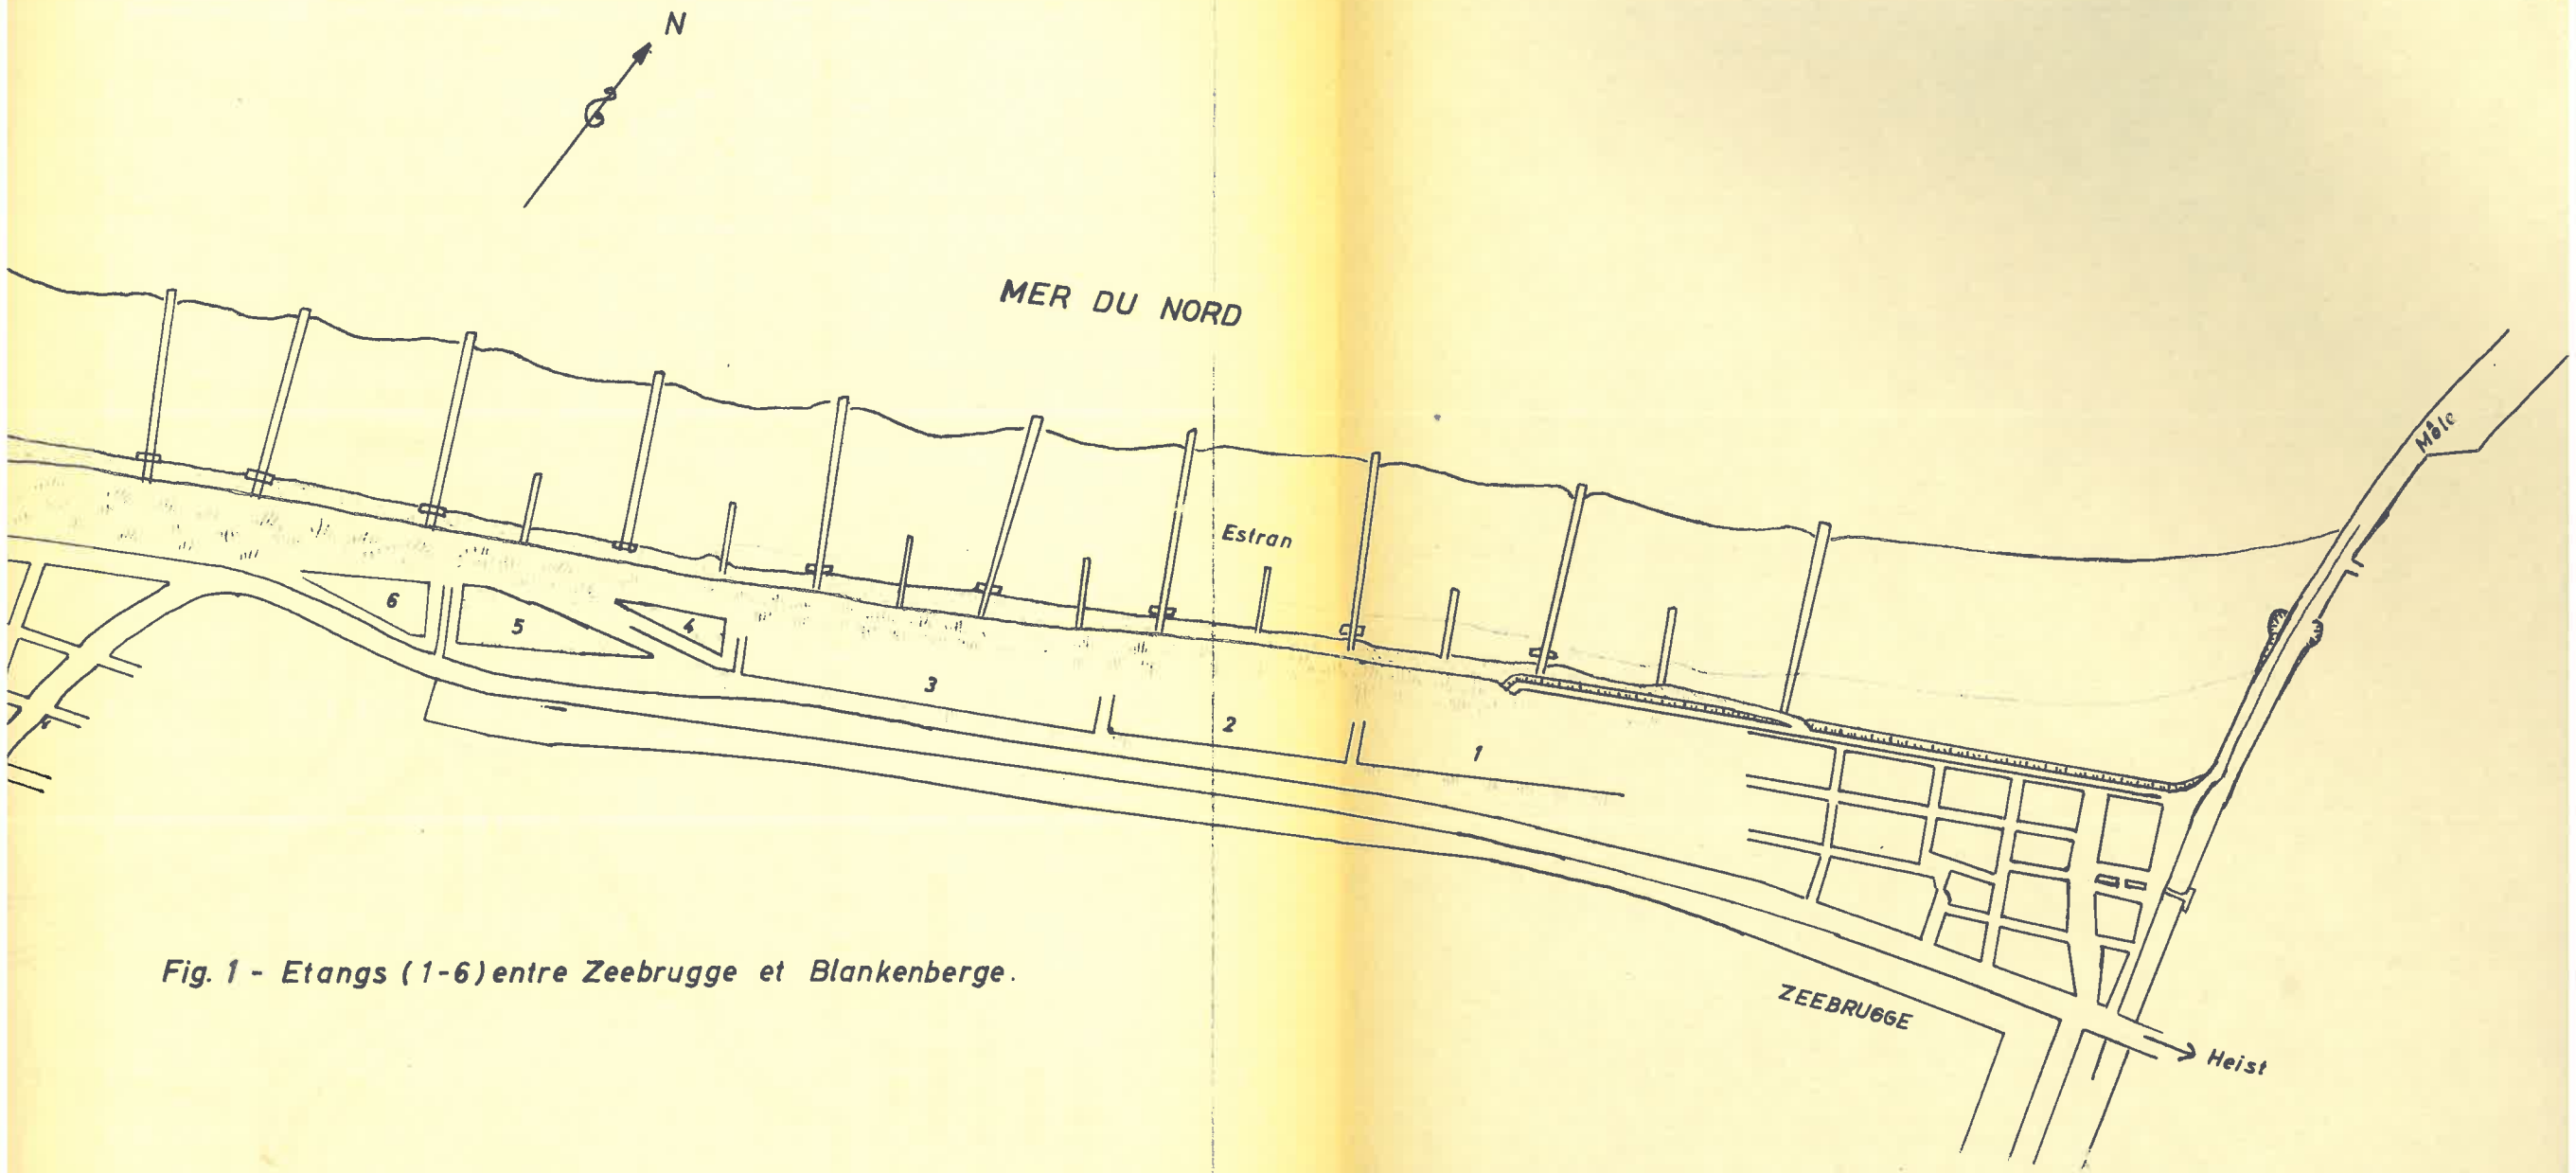 N
MER DU NORD
Môle
Estran
6
5
4
3
2
1
Fig. 1 - Etangs (1-6) entre Zeebrugge et Blankenberge.
ZEEBRUGGE
Heist